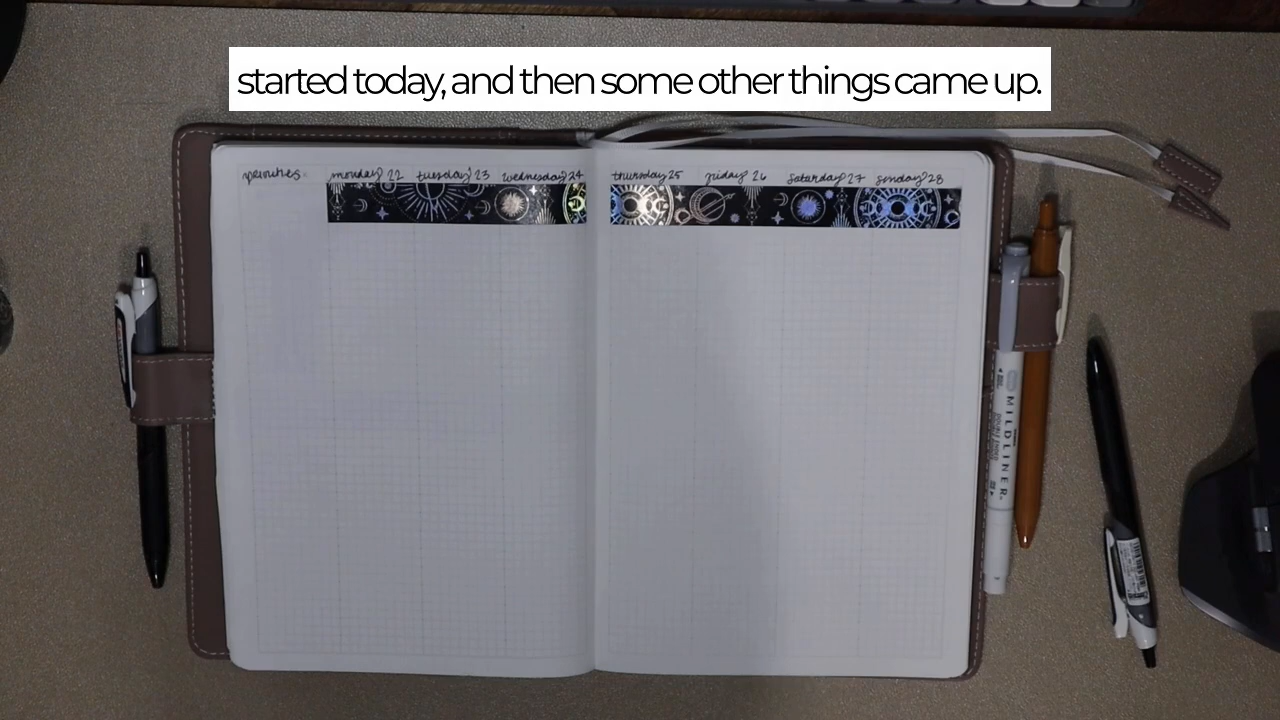 started today, and then some other things came up.
priorities
monday 22 tuesday 23 wednesday 24 thursday 25 friday 26 saturday 27 sunday 28
MILDLINER